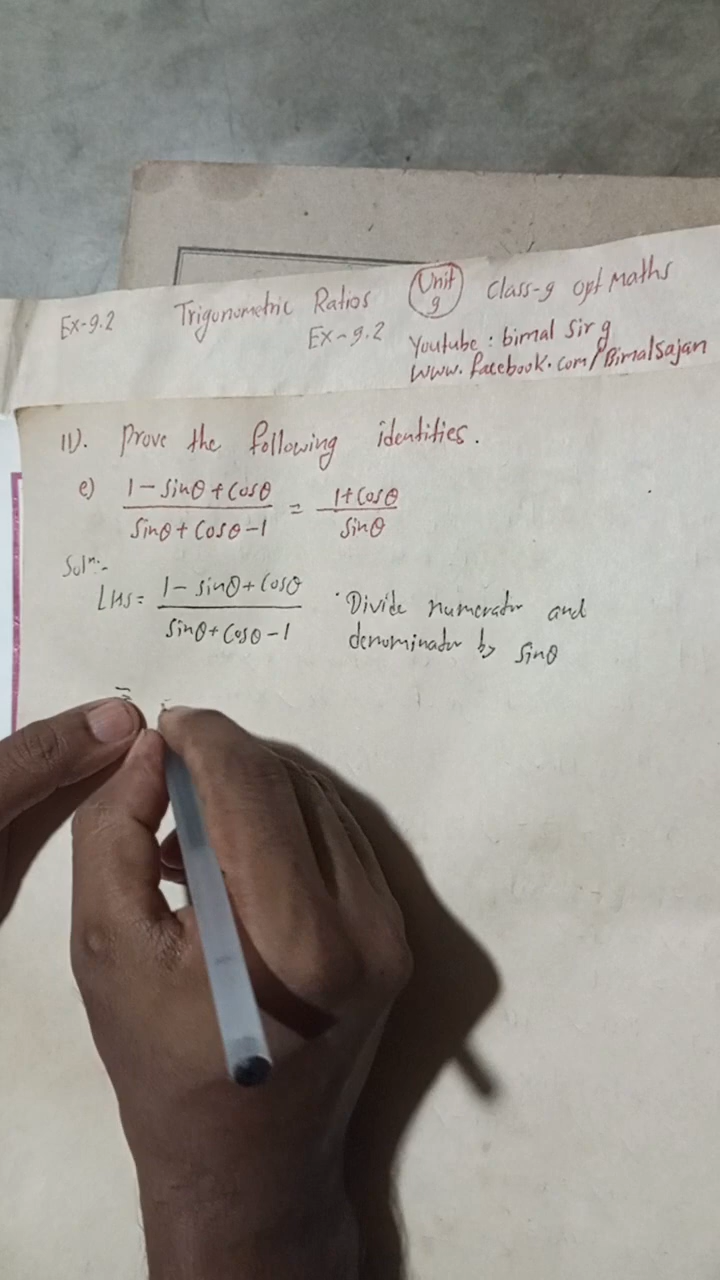 Ex-9.2 Trigonometric Ratios Unit 9 Class-9 opt Maths
Ex-9.2 Youtube : bimal Sir g
www.facebook.com/Bimalsajan
11). Prove the following identities.
e) (1 - sinθ + cosθ)/(sinθ + cosθ - 1) = (1 + cosθ)/sinθ
Solⁿ:-
LHS = (1 - sinθ + cosθ)/(sinθ + cosθ - 1) Divide numerator and
denominator by sinθ
=